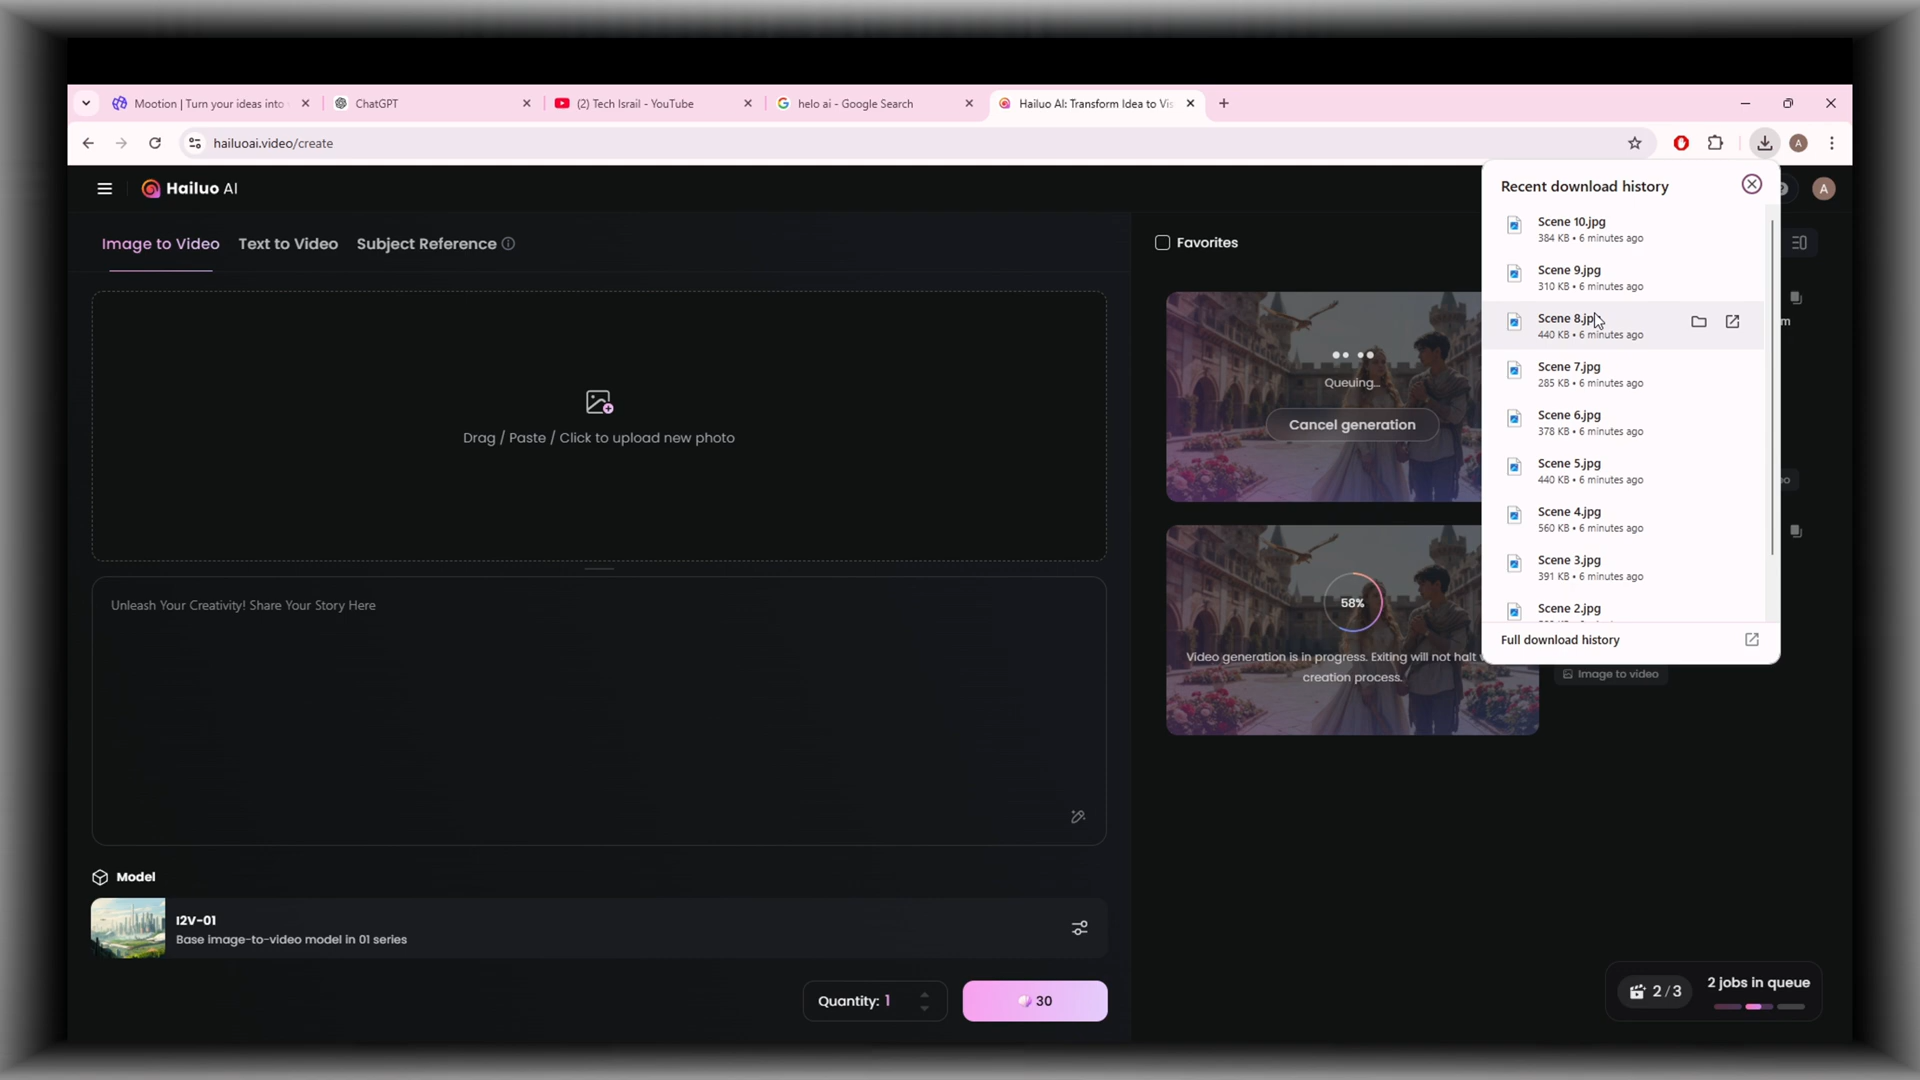 Mootion | Turn your ideas into
ChatGPT
(2) Tech Israil - YouTube
helo ai - Google Search
Hailuo AI: Transform Idea to Vis
hailuoai.video/create
A
Hailuo AI
A
Image to Video
Text to Video
Subject Reference
Drag / Paste / Click to upload new photo
Unleash Your Creativity! Share Your Story Here
Model
I2V-01
Base image-to-video model in 01 series
Quantity: 1
30
Favorites
Queuing...
Cancel generation
58%
Video generation is in progress. Exiting will not halt
creation process.
Image to video
Recent download history
Scene 10.jpg
384 KB • 6 minutes ago
Scene 9.jpg
310 KB • 6 minutes ago
Scene 8.jp
440 KB • 6 minutes ago
Scene 7.jpg
285 KB • 6 minutes ago
Scene 6.jpg
378 KB • 6 minutes ago
Scene 5.jpg
440 KB • 6 minutes ago
Scene 4.jpg
560 KB • 6 minutes ago
Scene 3.jpg
391 KB • 6 minutes ago
Scene 2.jpg
Full download history
2/3
2 jobs in queue